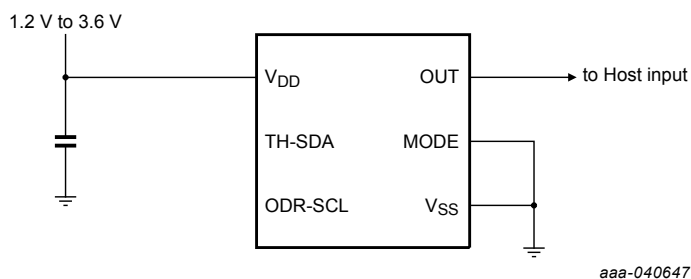 1.2 V to 3.6 V
VDD
OUT
to Host input
TH-SDA
MODE
ODR-SCL
VSS
aaa-040647